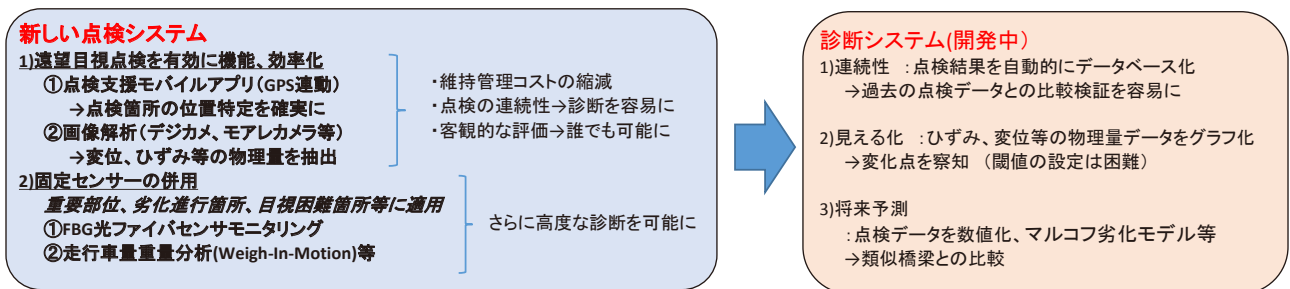 新しい点検システム
1)遠望目視点検を有効に機能、効率化
①点検支援モバイルアプリ(GPS連動)
→点検箇所の位置特定を確実に
②画像解析(デジカメ、モアレカメラ等)
→変位、ひずみ等の物理量を抽出
2)固定センサーの併用
重要部位、劣化進行箇所、目視困難箇所等に適用
①FBG光ファイバセンサモニタリング
②走行車量重量分析(Weigh-In-Motion)等
・維持管理コストの縮減
・点検の連続性→診断を容易に
・客観的な評価→誰でも可能に
さらに高度な診断を可能に
診断システム(開発中)
1)連続性 :点検結果を自動的にデータベース化
→過去の点検データとの比較検証を容易に
2)見える化 :ひずみ、変位等の物理量データをグラフ化
→変化点を察知 (閾値の設定は困難)
3)将来予測
:点検データを数値化、マルコフ劣化モデル等
→類似橋梁との比較